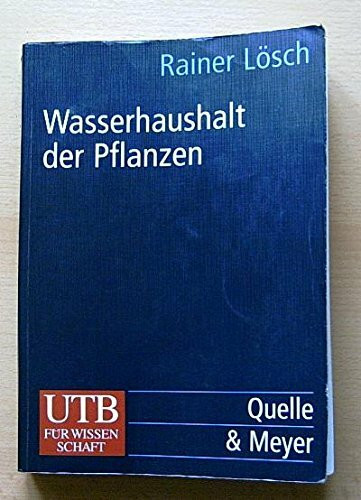 Rainer Lösch
Wasserhaushalt
der Pflanzen
UTB
FÜR WISSEN
SCHAFT
Quelle
& Meyer